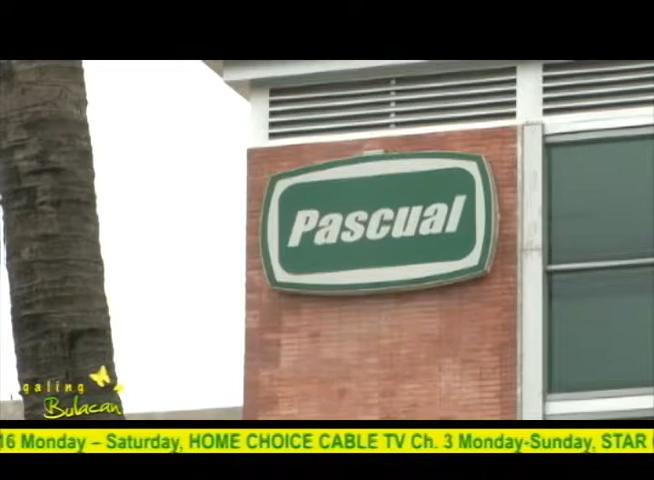 Pascual
galing
Bulacan
16 Monday – Saturday, HOME CHOICE CABLE TV Ch. 3 Monday-Sunday, STAR